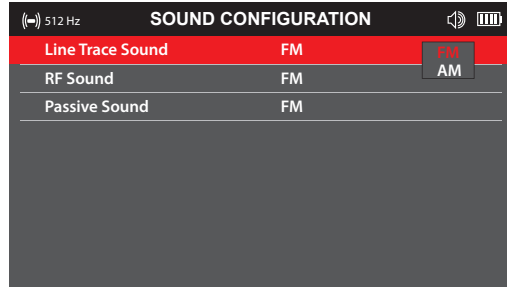 512 Hz SOUND CONFIGURATION
Line Trace Sound FM FM
AM
RF Sound FM
Passive Sound FM